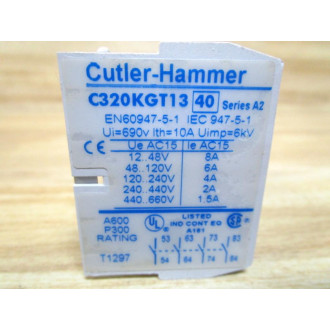 Cutler-Hammer
C320KGT13 40 Series A2
EN60947-5-1 IEC 947-5-1
Ui=690v Ith=10A Uimp=6kV
CE Ue AC15 Ie AC15
12..48V 8A
48..120V 6A
120..240V 4A
240..440V 2A
440..660V 1.5A
A600
P300
RATING
UL LISTED
IND CONT EQ
A191
53 63 73 83
54 64 74 84
T1297